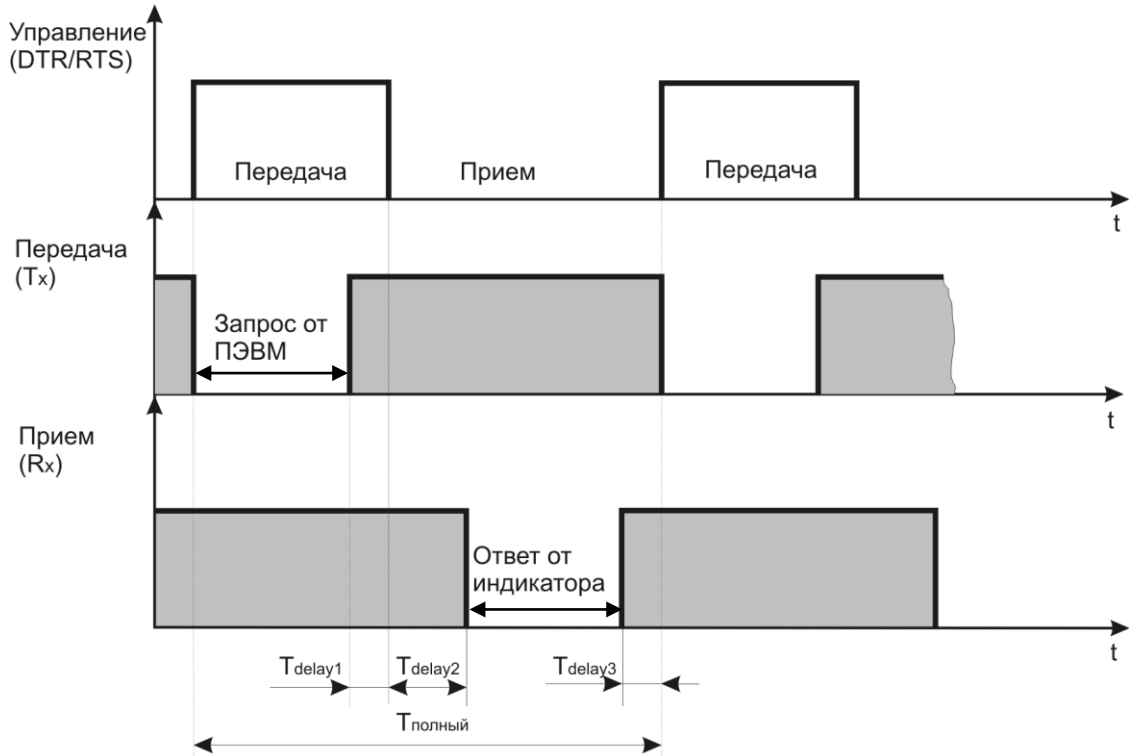 Управление
(DTR/RTS)
Передача
Прием
Передача
t
Передача
(Tx)
Запрос от
ПЭВМ
t
Прием
(Rx)
Ответ от
индикатора
t
Tdelay1
Tdelay2
Tdelay3
Tполный